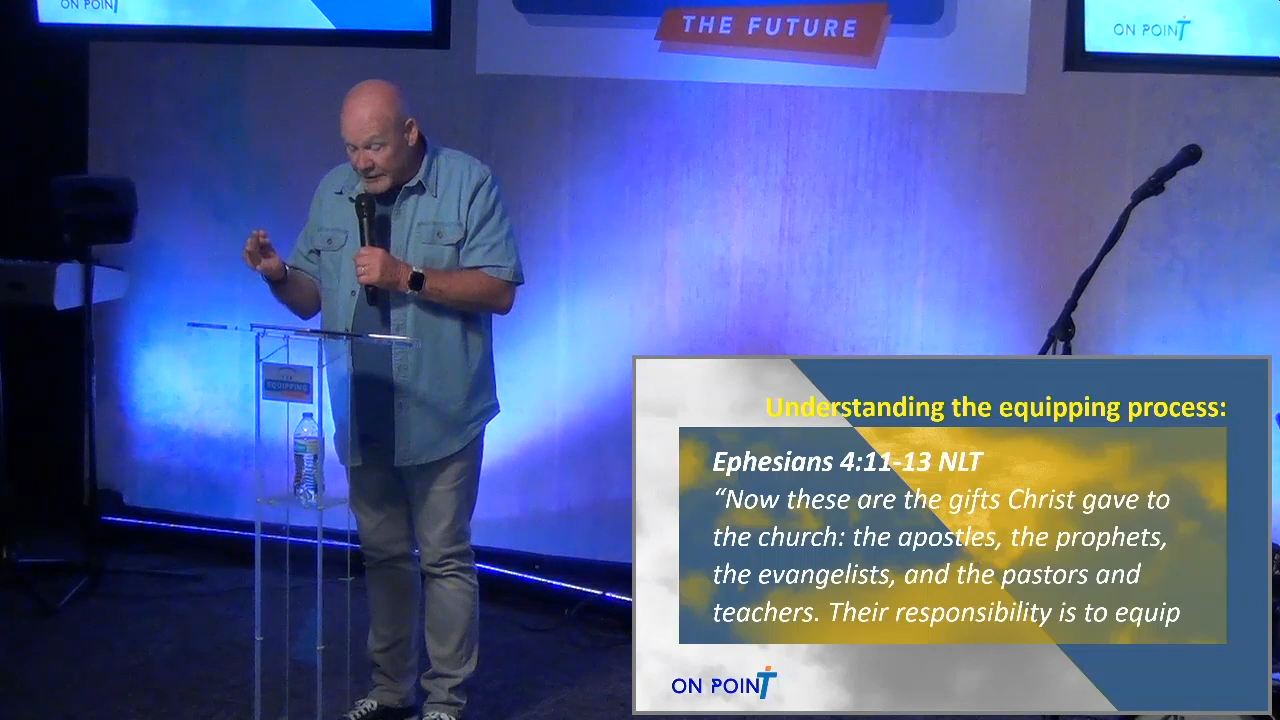 ON POINT
THE FUTURE
ON POINT
EQUIPPING
Understanding the equipping process:
Ephesians 4:11-13 NLT
“Now these are the gifts Christ gave to
the church: the apostles, the prophets,
the evangelists, and the pastors and
teachers. Their responsibility is to equip
ON POINT